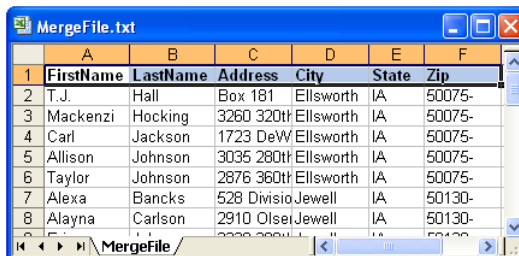 MergeFile.txt
A B C D E F
1 FirstName LastName Address City State Zip
2 T.J. Hall Box 181 Ellsworth IA 50075-
3 Mackenzi Hocking 3260 320th Ellsworth IA 50075-
4 Carl Jackson 1723 DeW Ellsworth IA 50075-
5 Allison Johnson 3035 280th Ellsworth IA 50075-
6 Taylor Johnson 2876 360th Ellsworth IA 50075-
7 Alexa Bancks 528 Divisio Jewell IA 50130-
8 Alayna Carlson 2910 Olse Jewell IA 50130-
MergeFile